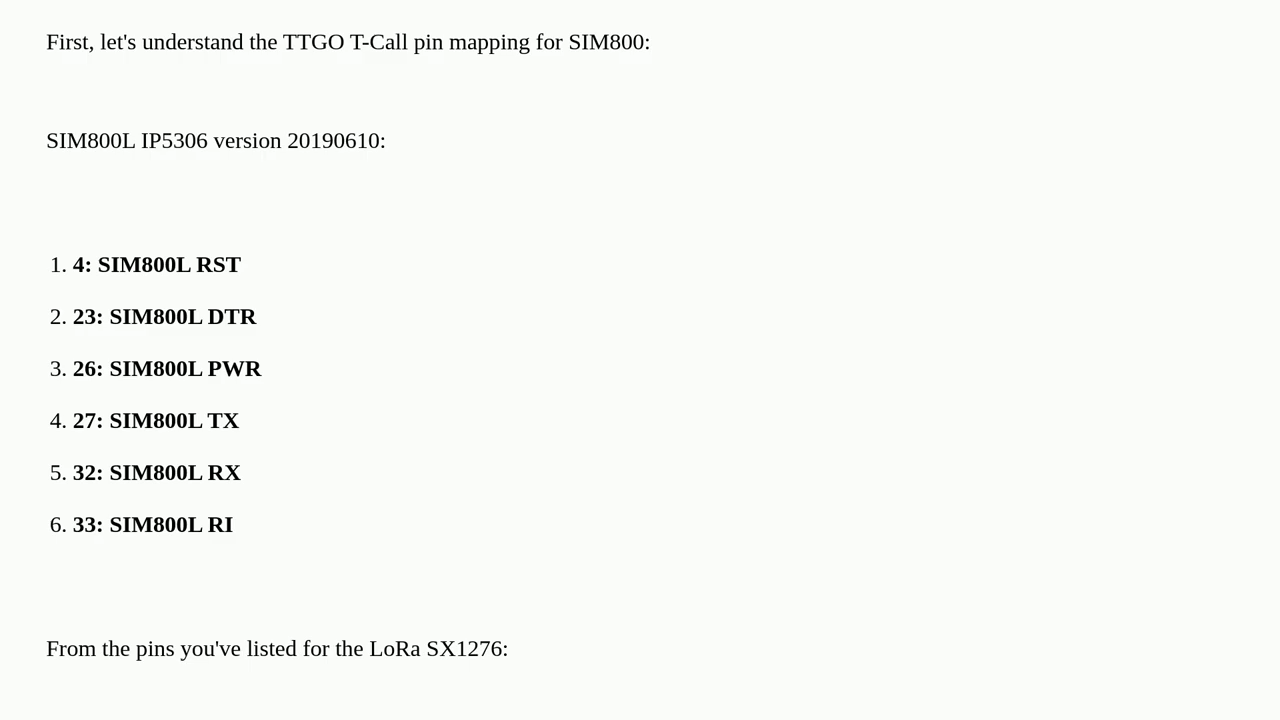 First, let's understand the TTGO T-Call pin mapping for SIM800:
SIM800L IP5306 version 20190610:
1. 4: SIM800L RST
2. 23: SIM800L DTR
3. 26: SIM800L PWR
4. 27: SIM800L TX
5. 32: SIM800L RX
6. 33: SIM800L RI
From the pins you've listed for the LoRa SX1276: